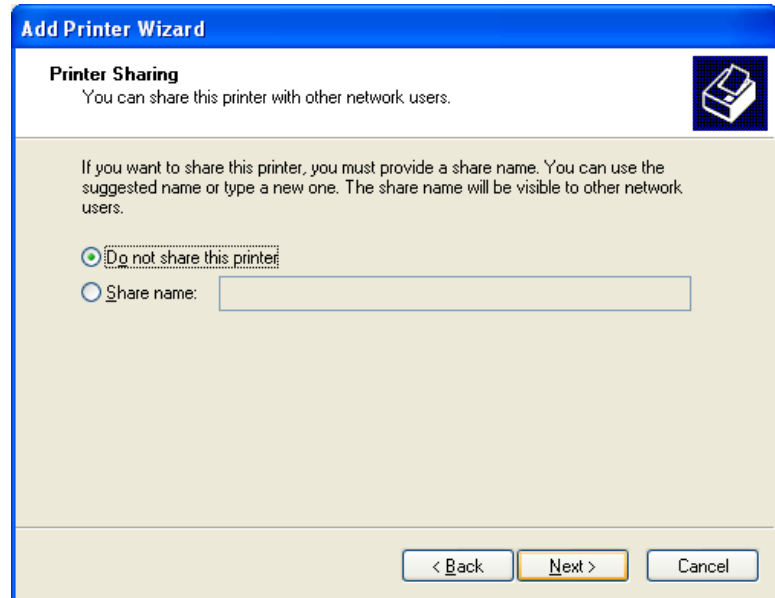 Add Printer Wizard
Printer Sharing
You can share this printer with other network users.
If you want to share this printer, you must provide a share name. You can use the
suggested name or type a new one. The share name will be visible to other network
users.
Do not share this printer
Share name:
< Back Next > Cancel